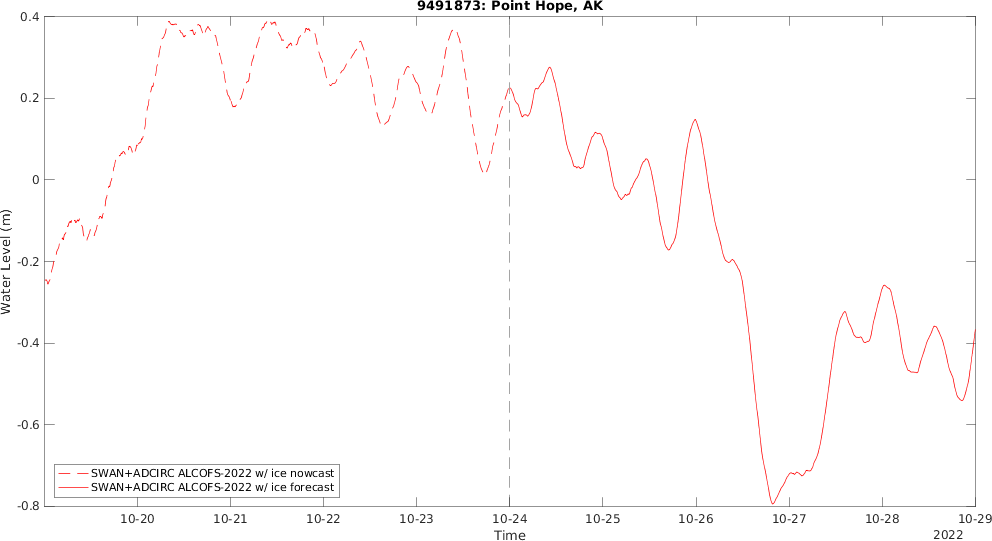 9491873: Point Hope, AK
0.4
0.2
0
-0.2
-0.4
-0.6
-0.8
Water Level (m)
SWAN+ADCIRC ALCOFS-2022 w/ ice nowcast
SWAN+ADCIRC ALCOFS-2022 w/ ice forecast
10-20 10-21 10-22 10-23 10-24 10-25 10-26 10-27 10-28 10-29
Time
2022